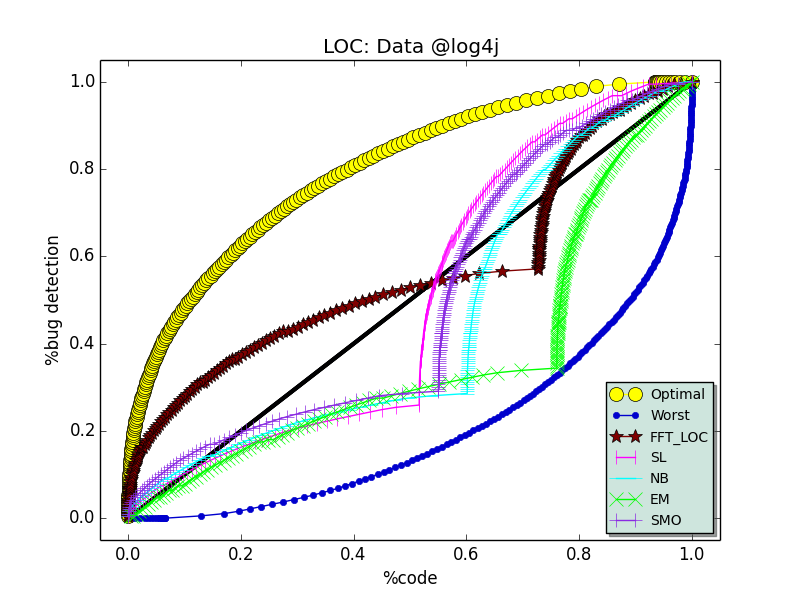 LOC: Data @log4j
%bug detection
1.0
0.8
0.6
0.4
0.2
0.0
0.0 0.2 0.4 0.6 0.8 1.0
%code
Optimal
Worst
FFT_LOC
SL
NB
EM
SMO